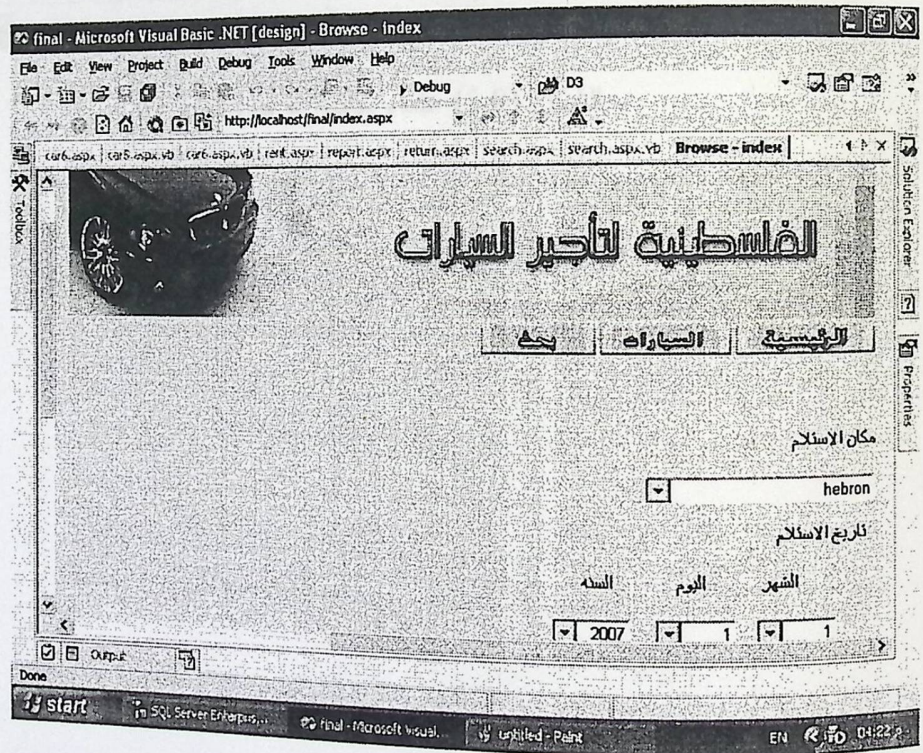 final - Microsoft Visual Basic .NET [design] - Browse - index
File Edit View Project Build Debug Tools Window Help
Debug D3
http://localhost/final/index.aspx
car6.aspx car5.aspx.vb car6.aspx.vb rent.aspx report.aspx return.aspx search.aspx search.aspx.vb Browse - index
Toolbox
Solution Explorer
Properties
الفلسطينية لتأجير السيارات
الرئيسية السيارات بحث
مكان الاستلام
hebron
تاريخ الاستلام
الشهر اليوم السنه
1 1 2007
Output
Done
start SQL Server Enterpris... final - Microsoft Visual... untitled - Paint EN 04:22 م